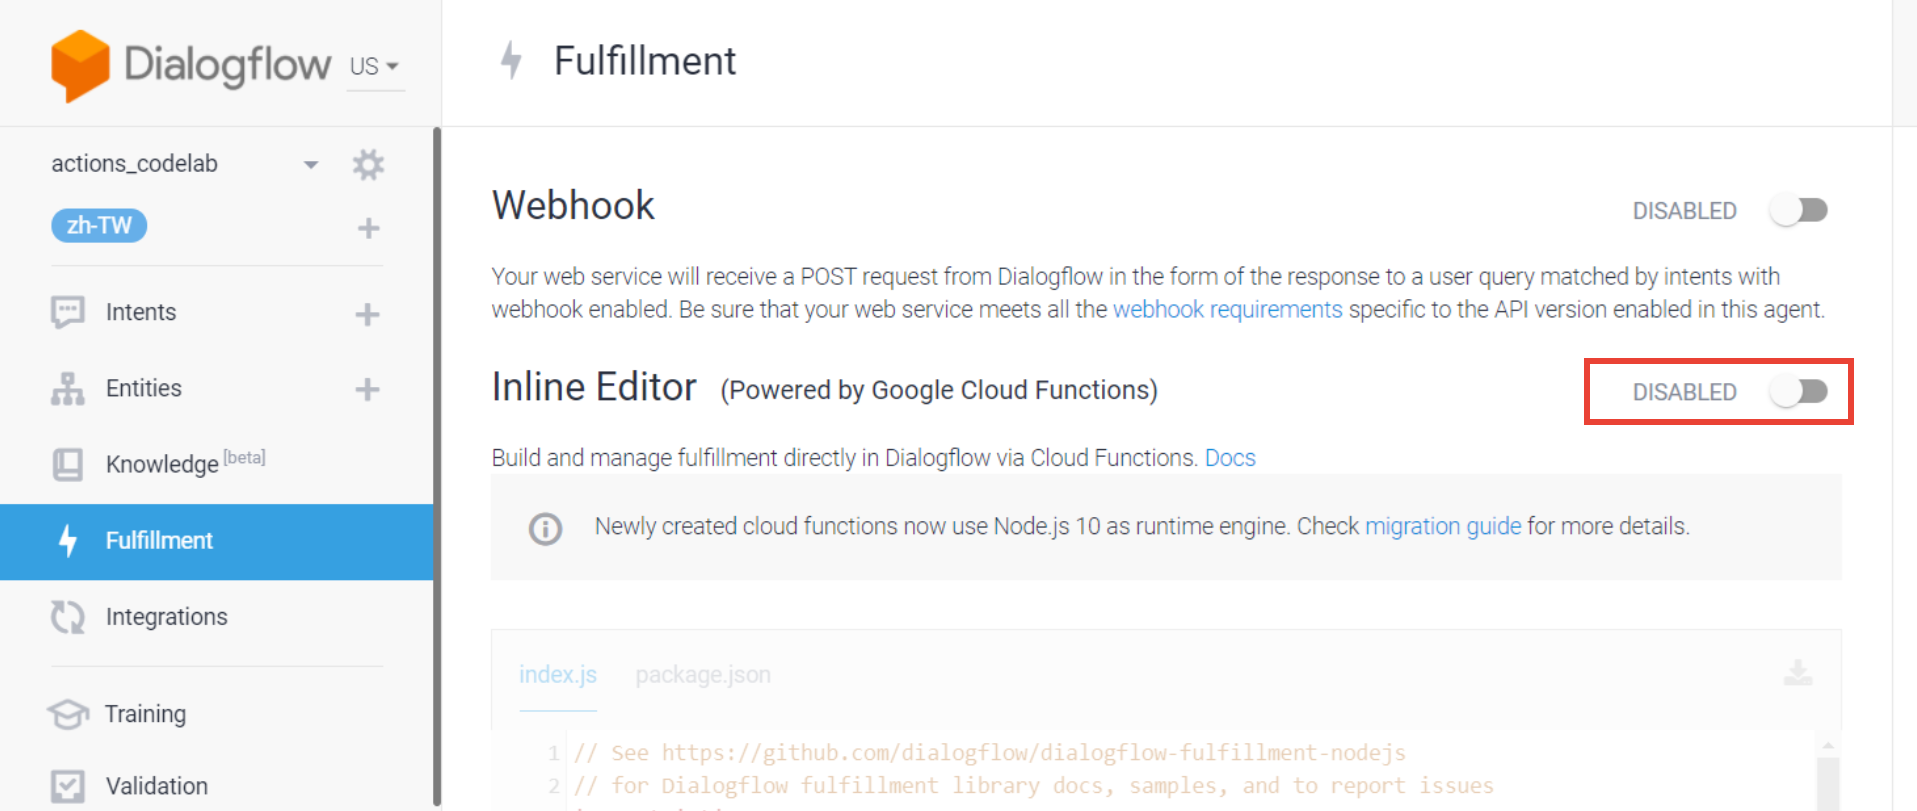 Dialogflow US
Fulfillment
actions_codelab
zh-TW
Intents
Entities
Knowledge [beta]
Fulfillment
Integrations
Training
Validation
Webhook
DISABLED
Your web service will receive a POST request from Dialogflow in the form of the response to a user query matched by intents with
webhook enabled. Be sure that your web service meets all the webhook requirements specific to the API version enabled in this agent.
Inline Editor (Powered by Google Cloud Functions)
DISABLED
Build and manage fulfillment directly in Dialogflow via Cloud Functions. Docs
Newly created cloud functions now use Node.js 10 as runtime engine. Check migration guide for more details.
index.js package.json
1 // See https://github.com/dialogflow/dialogflow-fulfillment-nodejs
2 // for Dialogflow fulfillment library docs, samples, and to report issues